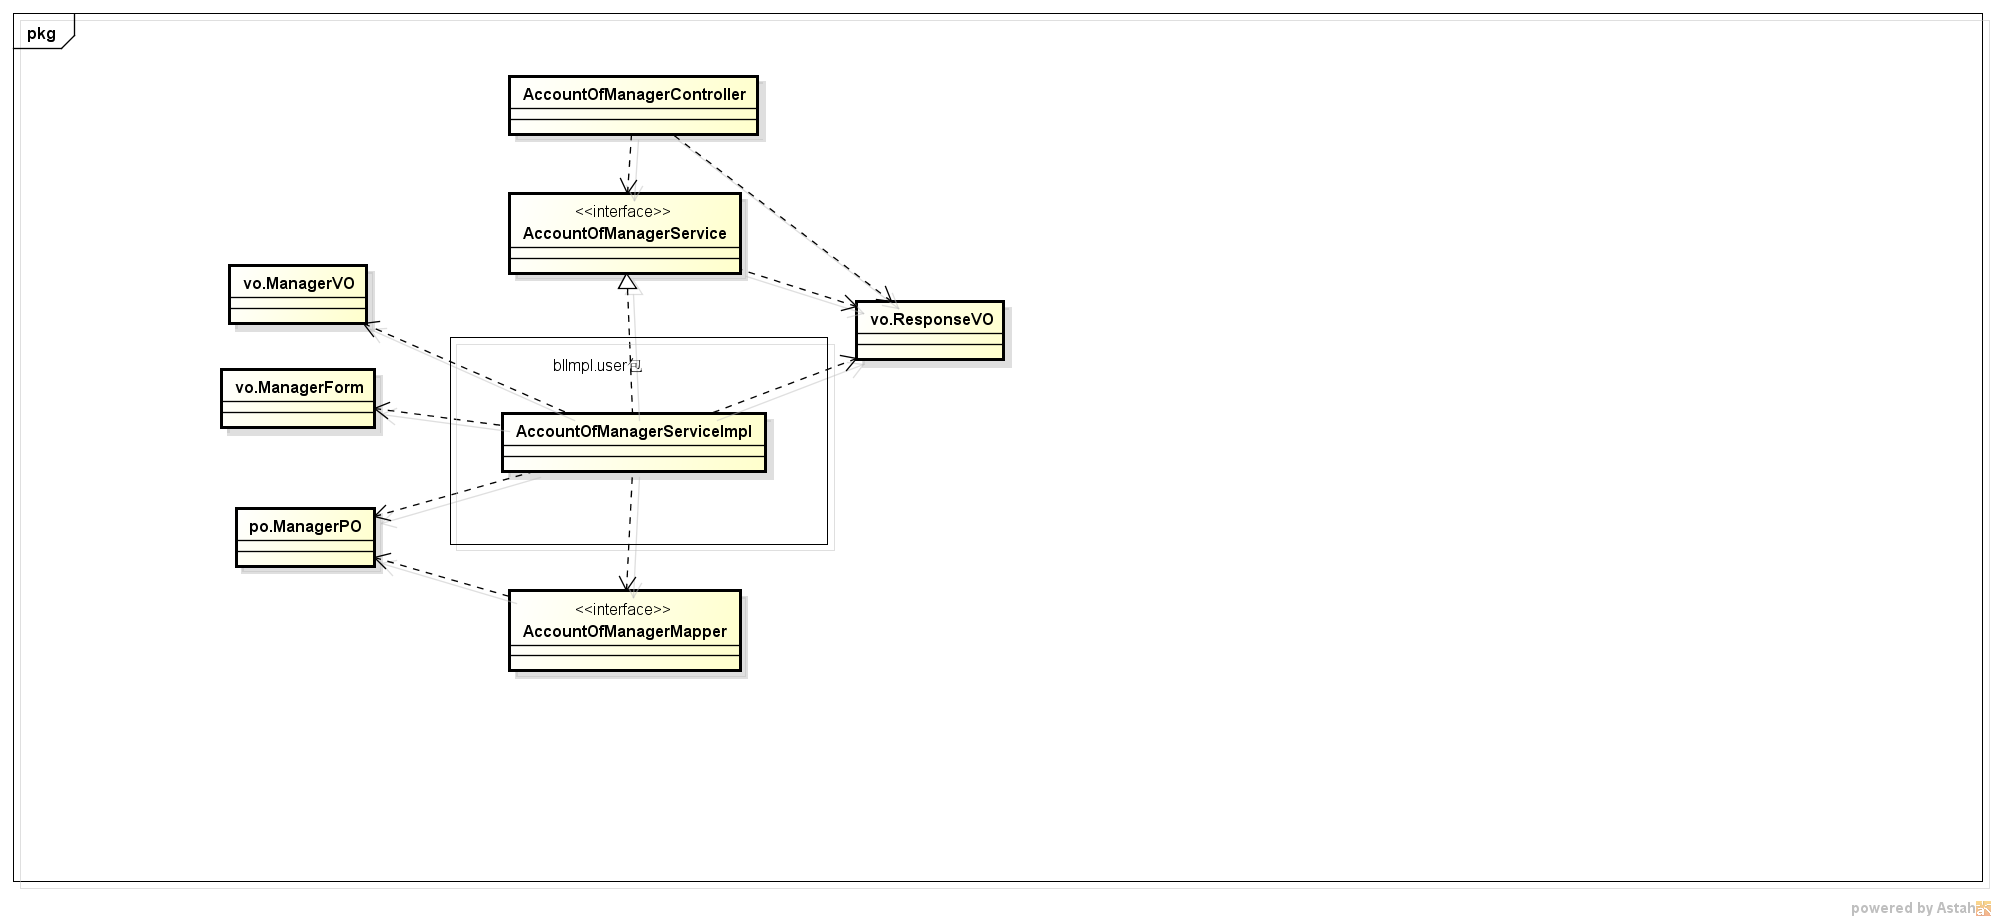 pkg
AccountOfManagerController
<<interface>>
AccountOfManagerService
vo.ManagerVO
vo.ResponseVO
bllmpl.user包
vo.ManagerForm
AccountOfManagerServiceImpl
po.ManagerPO
<<interface>>
AccountOfManagerMapper
powered by Astah